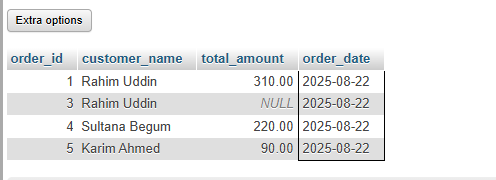 Extra options
order_id customer_name total_amount order_date
1 Rahim Uddin 310.00 2025-08-22
3 Rahim Uddin NULL 2025-08-22
4 Sultana Begum 220.00 2025-08-22
5 Karim Ahmed 90.00 2025-08-22